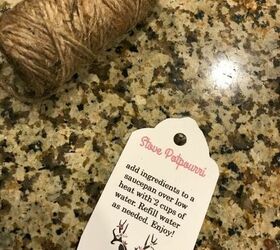 Stove Potpourri
add ingredients to a
saucepan over low
heat with 2 cups of
water. Refill water
as needed. Enjoy!